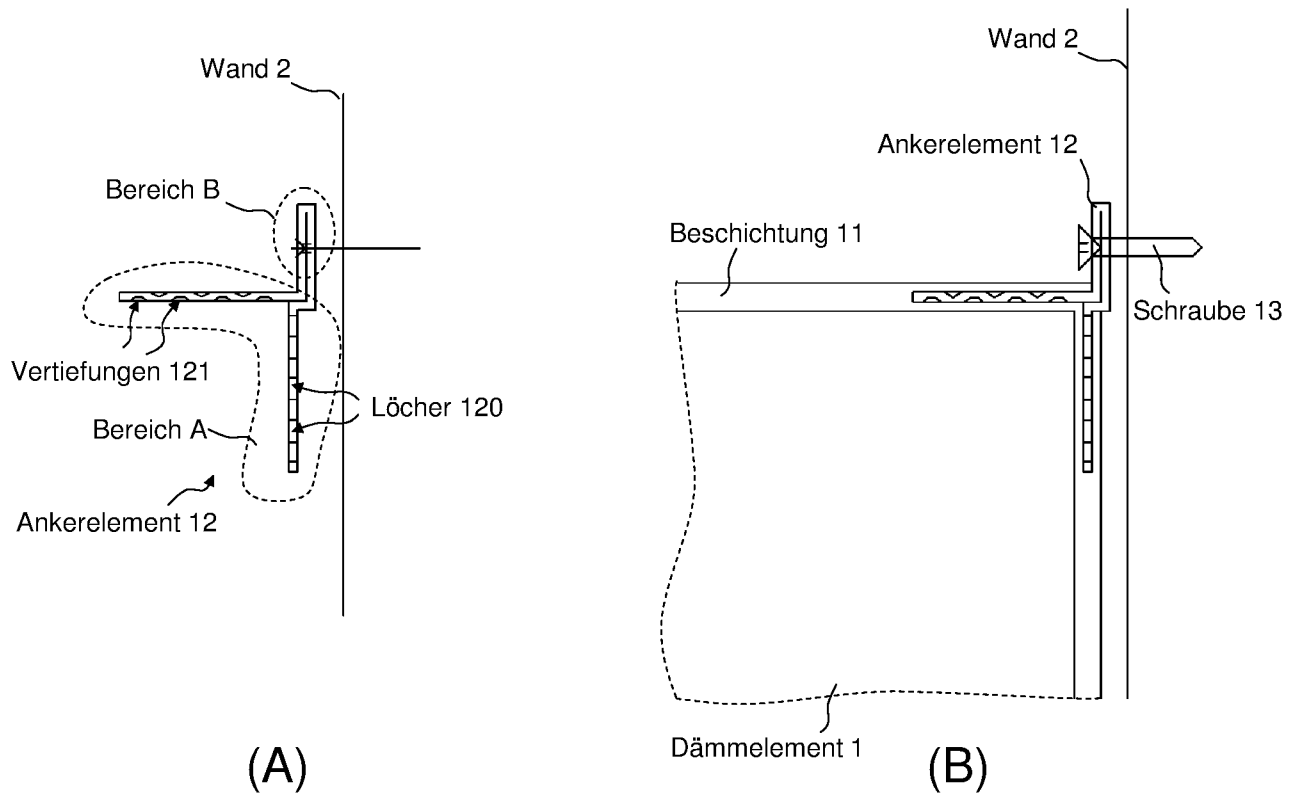 Wand 2
Bereich B
Vertiefungen 121
Löcher 120
Bereich A
Ankerelement 12
(A)
Wand 2
Ankerelement 12
Beschichtung 11
Schraube 13
Dämmelement 1
(B)